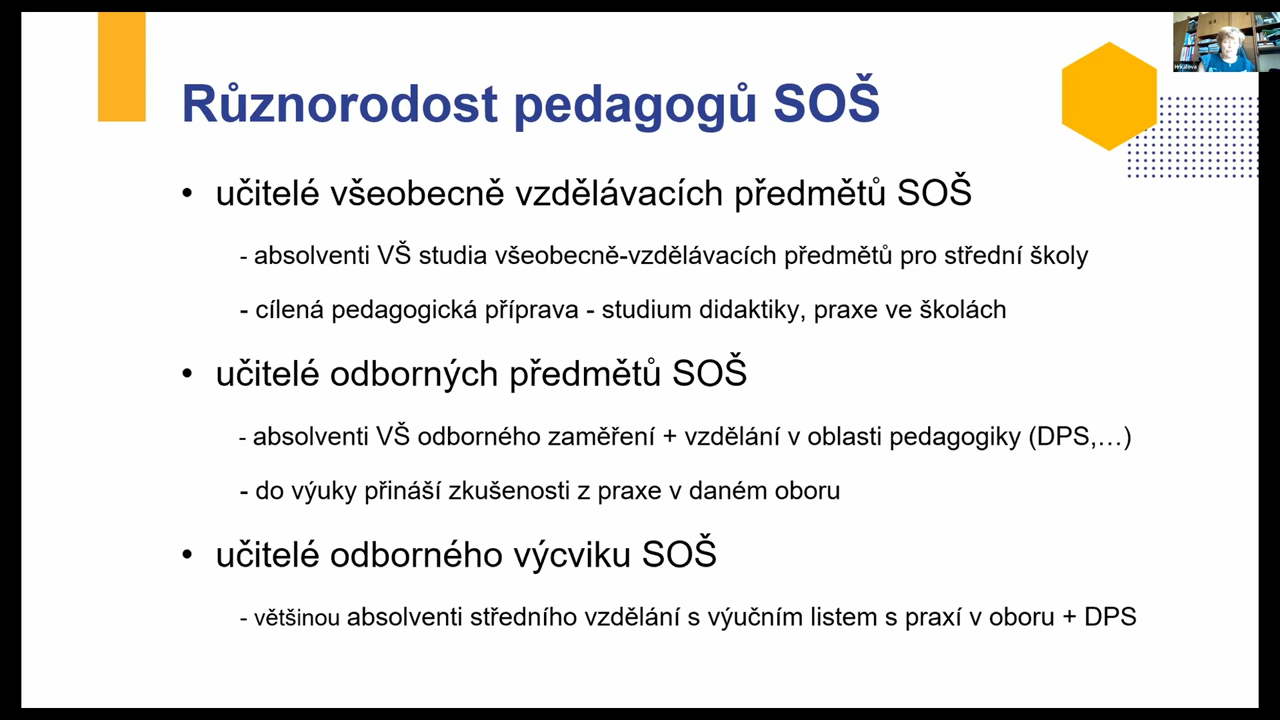 Různorodost pedagogů SOŠ
• učitelé všeobecně vzdělávacích předmětů SOŠ
- absolventi VŠ studia všeobecně-vzdělávacích předmětů pro střední školy
- cílená pedagogická příprava - studium didaktiky, praxe ve školách
• učitelé odborných předmětů SOŠ
- absolventi VŠ odborného zaměření + vzdělání v oblasti pedagogiky (DPS,…)
- do výuky přináší zkušenosti z praxe v daném oboru
• učitelé odborného výcviku SOŠ
- většinou absolventi středního vzdělání s výučním listem s praxí v oboru + DPS